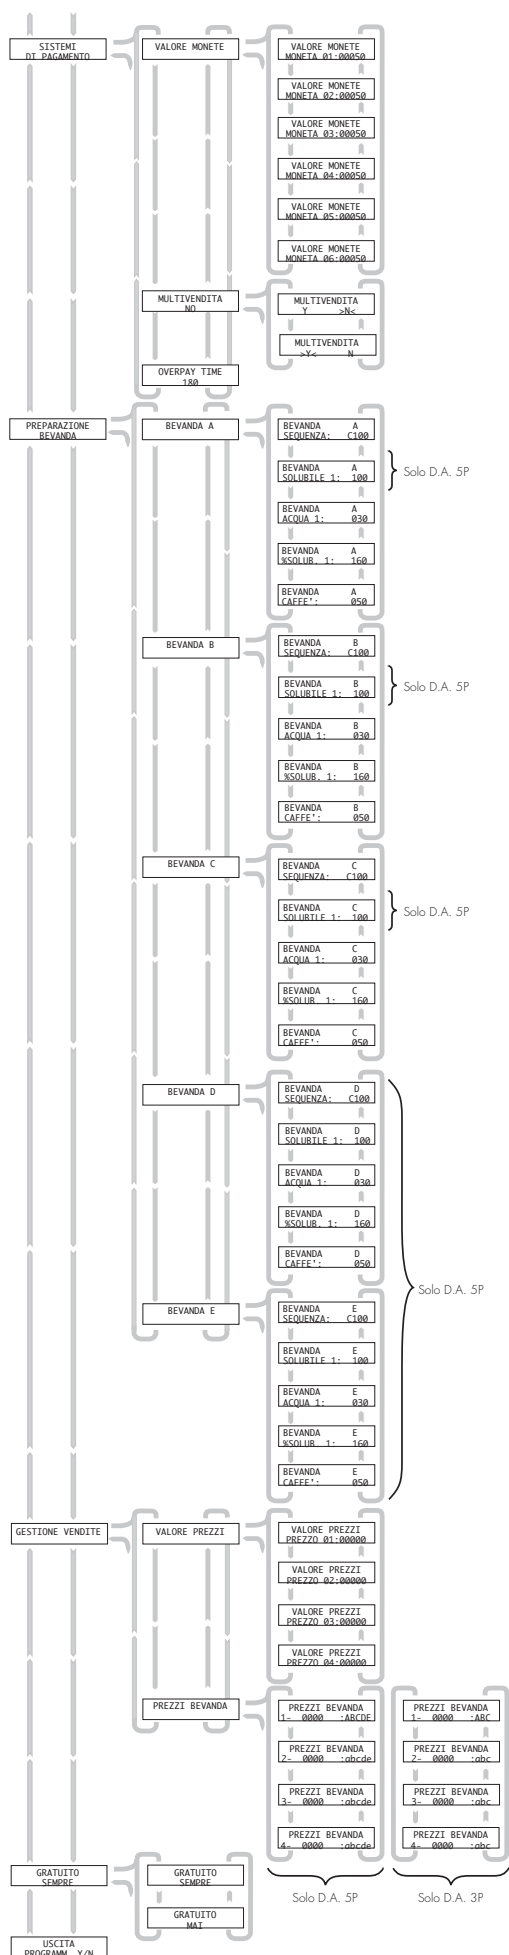 SISTEMI
DI PAGAMENTO
VALORE MONETE
VALORE MONETE
MONETA 01:00050
VALORE MONETE
MONETA 02:00050
VALORE MONETE
MONETA 03:00050
VALORE MONETE
MONETA 04:00050
VALORE MONETE
MONETA 05:00050
VALORE MONETE
MONETA 06:00050
MULTIVENDITA
NO
MULTIVENDITA
Y >N<
MULTIVENDITA
>Y< N
OVERPAY TIME
180
PREPARAZIONE
BEVANDA
BEVANDA A
BEVANDA A
SEQUENZA: C100
BEVANDA A
SOLUBILE 1: 100
Solo D.A. 5P
BEVANDA A
ACQUA 1: 030
BEVANDA A
%SOLUB. 1: 160
BEVANDA A
CAFFE': 050
BEVANDA B
BEVANDA B
SEQUENZA: C100
BEVANDA B
SOLUBILE 1: 100
Solo D.A. 5P
BEVANDA B
ACQUA 1: 030
BEVANDA B
%SOLUB. 1: 160
BEVANDA B
CAFFE': 050
BEVANDA C
BEVANDA C
SEQUENZA: C100
BEVANDA C
SOLUBILE 1: 100
Solo D.A. 5P
BEVANDA C
ACQUA 1: 030
BEVANDA C
%SOLUB. 1: 160
BEVANDA C
CAFFE': 050
BEVANDA D
BEVANDA D
SEQUENZA: C100
BEVANDA D
SOLUBILE 1: 100
BEVANDA D
ACQUA 1: 030
BEVANDA D
%SOLUB. 1: 160
BEVANDA D
CAFFE': 050
Solo D.A. 5P
BEVANDA E
BEVANDA E
SEQUENZA: C100
BEVANDA E
SOLUBILE 1: 100
BEVANDA E
ACQUA 1: 030
BEVANDA E
%SOLUB. 1: 160
BEVANDA E
CAFFE': 050
GESTIONE VENDITE
VALORE PREZZI
VALORE PREZZI
PREZZO 01:00000
VALORE PREZZI
PREZZO 02:00000
VALORE PREZZI
PREZZO 03:00000
VALORE PREZZI
PREZZO 04:00000
PREZZI BEVANDA
PREZZI BEVANDA
1- 0000 :ABCDE
PREZZI BEVANDA
2- 0000 :abcde
PREZZI BEVANDA
3- 0000 :abcde
PREZZI BEVANDA
4- 0000 :abcde
Solo D.A. 5P
PREZZI BEVANDA
1- 0000 :ABC
PREZZI BEVANDA
2- 0000 :abc
PREZZI BEVANDA
3- 0000 :abc
PREZZI BEVANDA
4- 0000 :abc
Solo D.A. 3P
GRATUITO
SEMPRE
GRATUITO
SEMPRE
GRATUITO
MAI
USCITA
PROGRAMM. Y/N